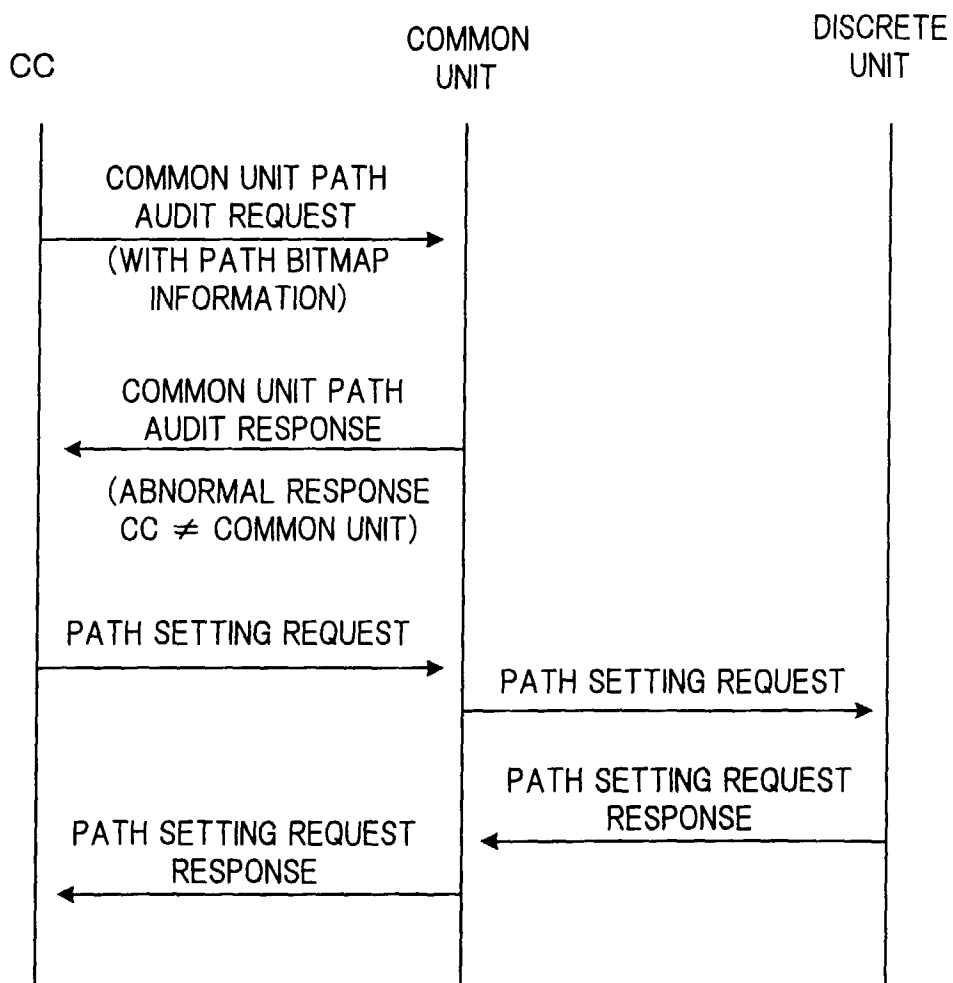 CC
COMMON
UNIT
DISCRETE
UNIT
COMMON UNIT PATH
AUDIT REQUEST
(WITH PATH BITMAP
INFORMATION)
COMMON UNIT PATH
AUDIT RESPONSE
(ABNORMAL RESPONSE
CC ≠ COMMON UNIT)
PATH SETTING REQUEST
PATH SETTING REQUEST
PATH SETTING REQUEST
RESPONSE
PATH SETTING REQUEST
RESPONSE